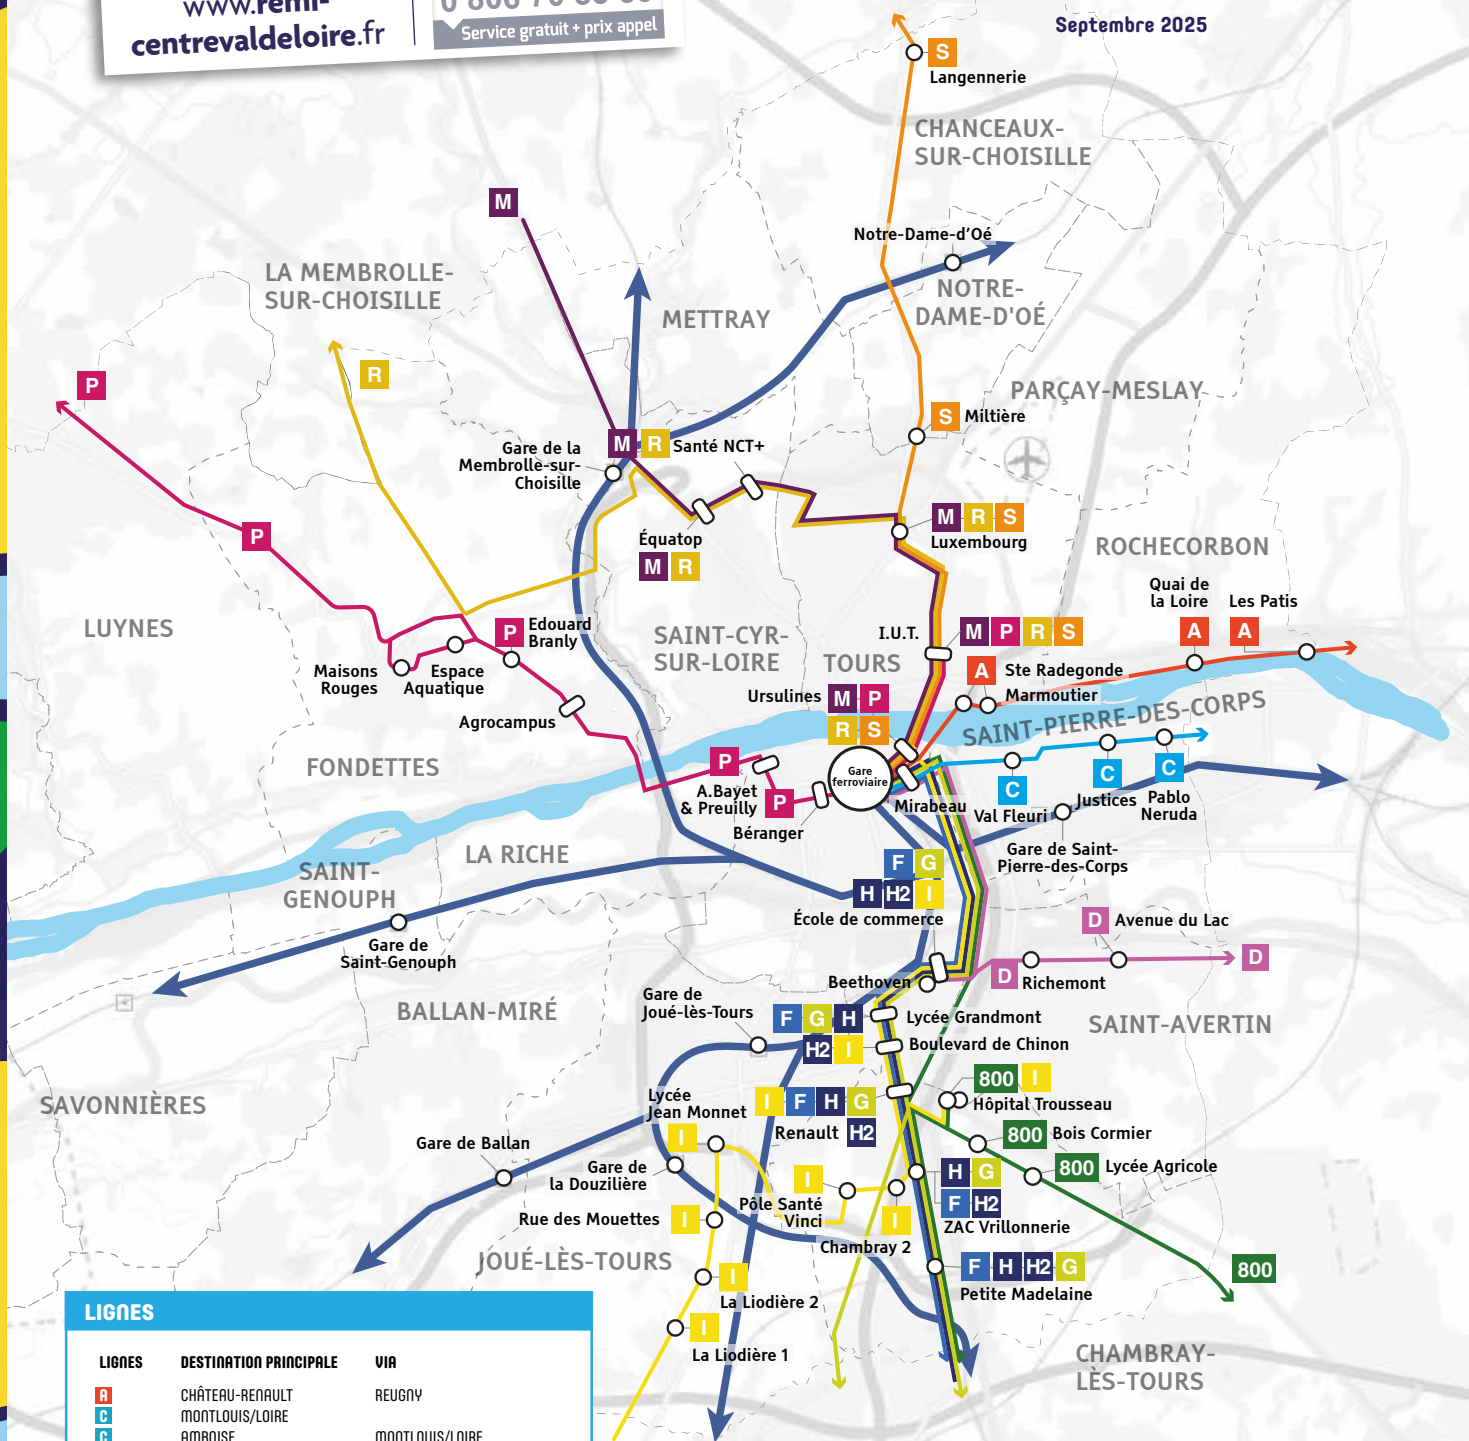 www.remi-
centrevaldeloire.fr
Service gratuit + prix appel
Septembre 2025
S
Langennerie
CHANCEAUX-
SUR-CHOISILLE
M
Notre-Dame-d'Oé
LA MEMBROLLE-
SUR-CHOISILLE
NOTRE-
DAME-D'OÉ
METTRAY
R
P
PARÇAY-MESLAY
S Miltière
M R Santé NCT+
Gare de la
Membrolle-sur-
Choisille
P
M R S
Luxembourg
Équatop
M R
ROCHECORBON
Quai de
la Loire
Les Patis
A A
LUYNES
P Edouard
Branly
SAINT-CYR-
SUR-LOIRE
I.U.T. M P R S
TOURS
Maisons
Rouges
Espace
Aquatique
A Ste Radegonde
Marmoutier
Ursulines M P
R S
Agrocampus
SAINT-PIERRE-DES-CORPS
FONDETTES
P
A.Bayet
& Preuilly
P
Béranger
Gare
ferroviaire
Mirabeau
C
Val Fleuri
C
Justices
C
Pablo
Neruda
Gare de Saint-
Pierre-des-Corps
LA RICHE
SAINT-
GENOUPH
F G
H H2 I
École de commerce
D Avenue du Lac
Gare de
Saint-Genouph
D
D Richemont
Beethoven
BALLAN-MIRÉ
Gare de
Joué-lès-Tours
F G H
H2 I
Lycée Grandmont
Boulevard de Chinon
SAINT-AVERTIN
800 I
Hôpital Trousseau
SAVONNIÈRES
Lycée
Jean Monnet
I F H G
Renault H2
I
800 Bois Cormier
Gare de Ballan
Gare de
la Douzilière
800 Lycée Agricole
H G
F H2
ZAC Vrillonnerie
I
Pôle Santé
Vinci
Rue des Mouettes I
I
Chambray 2
JOUÉ-LÈS-TOURS
F H H2 G
Petite Madelaine
800
I
La Liodière 2
I
La Liodière 1
CHAMBRAY-
LÈS-TOURS
LIGNES
LIGNES DESTINATION PRINCIPALE VIA
A CHÂTEAU-RENAULT REUGNY
C MONTLOUIS/LOIRE
C AMBOISE MONTLOUIS/LOIRE